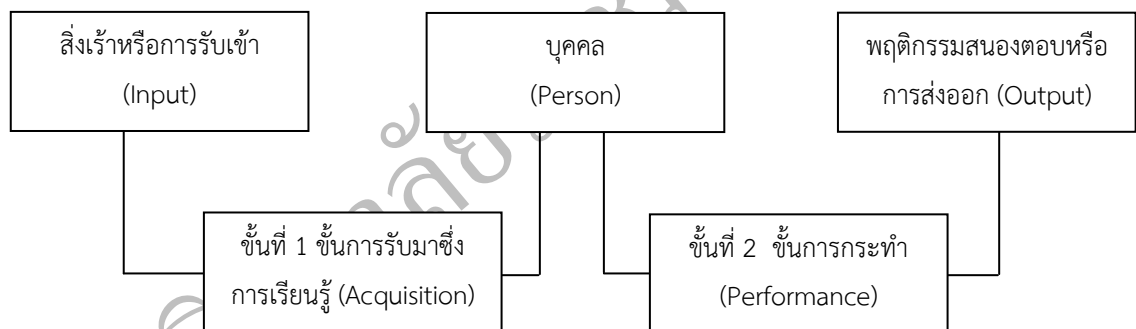 สิ่งเร้าหรือการรับเข้า
(Input)
บุคคล
(Person)
พฤติกรรมสนองตอบหรือ
การส่งออก (Output)
ขั้นที่ 1 ขั้นการรับมาซึ่ง
การเรียนรู้ (Acquisition)
ขั้นที่ 2  ขั้นการกระทำ
(Performance)